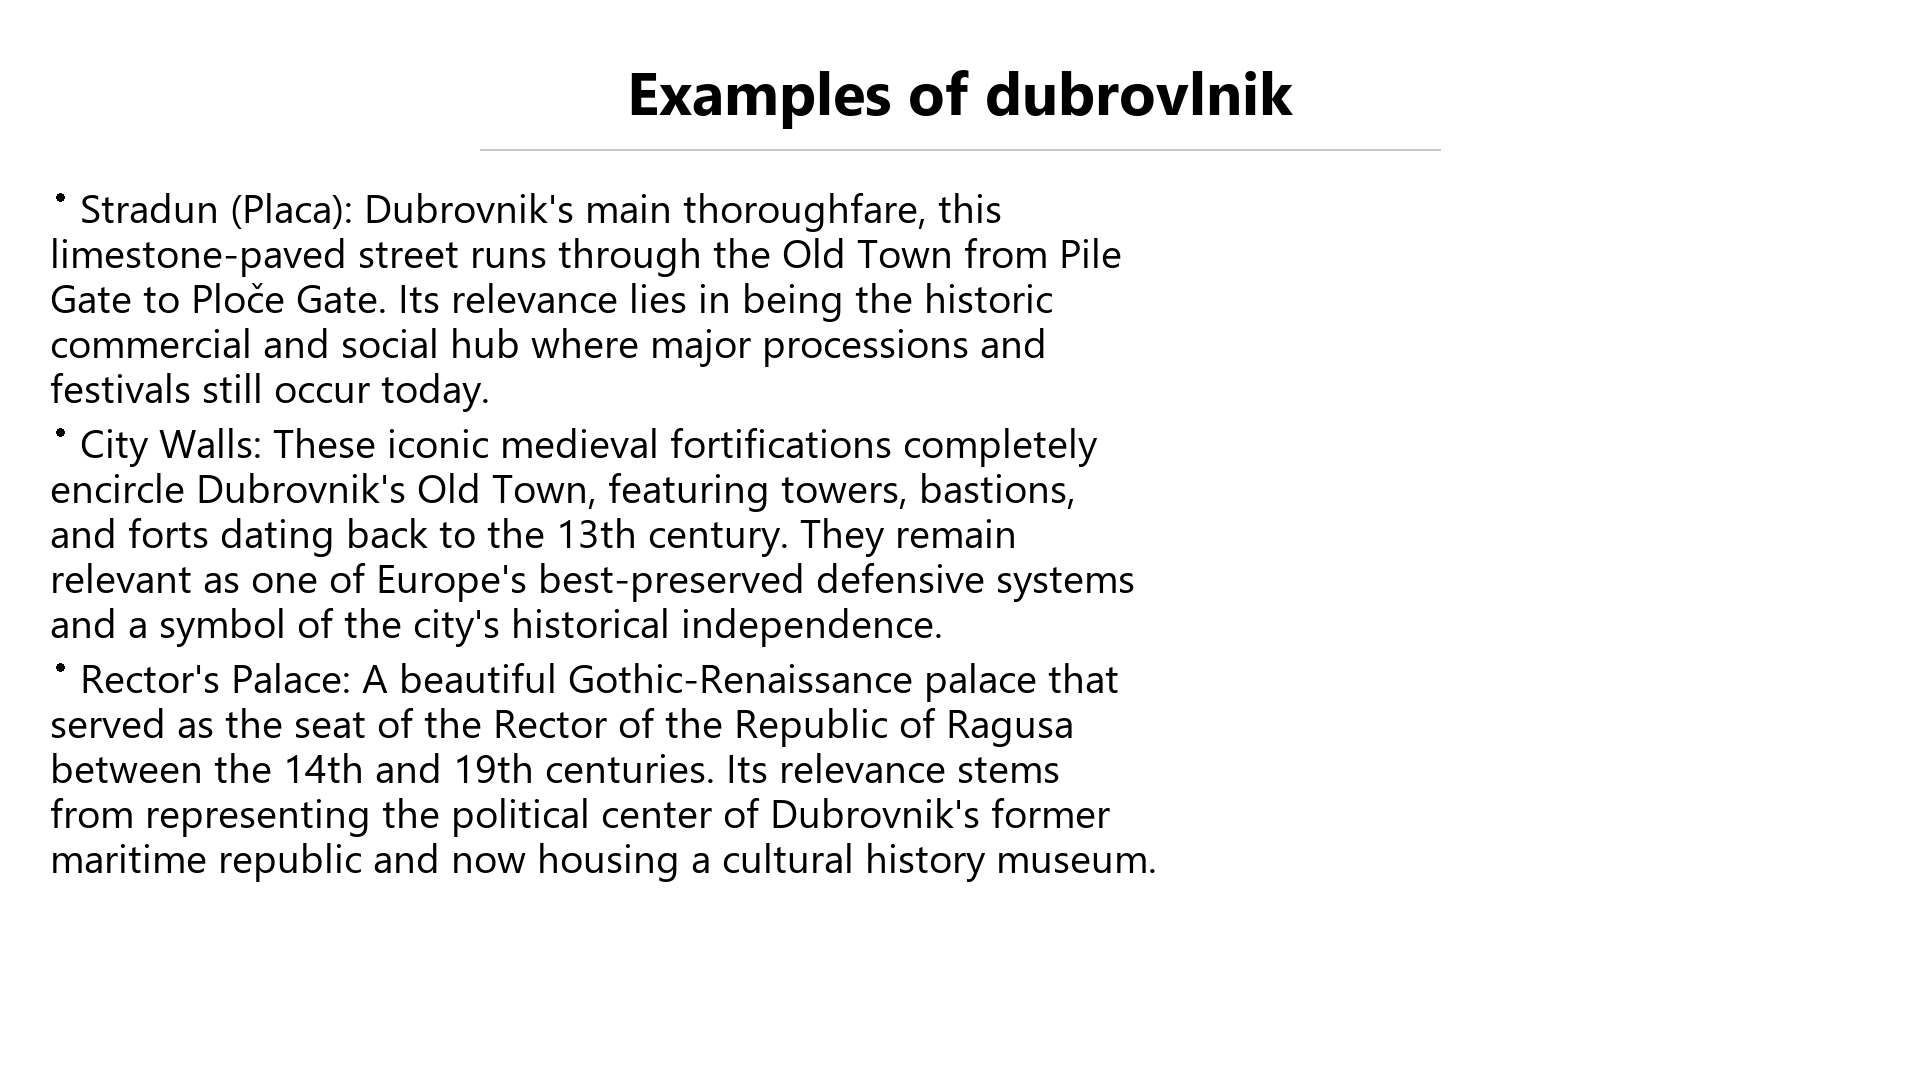 Examples of dubrovlnik
• Stradun (Placa): Dubrovnik's main thoroughfare, this
limestone-paved street runs through the Old Town from Pile
Gate to Ploče Gate. Its relevance lies in being the historic
commercial and social hub where major processions and
festivals still occur today.
• City Walls: These iconic medieval fortifications completely
encircle Dubrovnik's Old Town, featuring towers, bastions,
and forts dating back to the 13th century. They remain
relevant as one of Europe's best-preserved defensive systems
and a symbol of the city's historical independence.
• Rector's Palace: A beautiful Gothic-Renaissance palace that
served as the seat of the Rector of the Republic of Ragusa
between the 14th and 19th centuries. Its relevance stems
from representing the political center of Dubrovnik's former
maritime republic and now housing a cultural history museum.